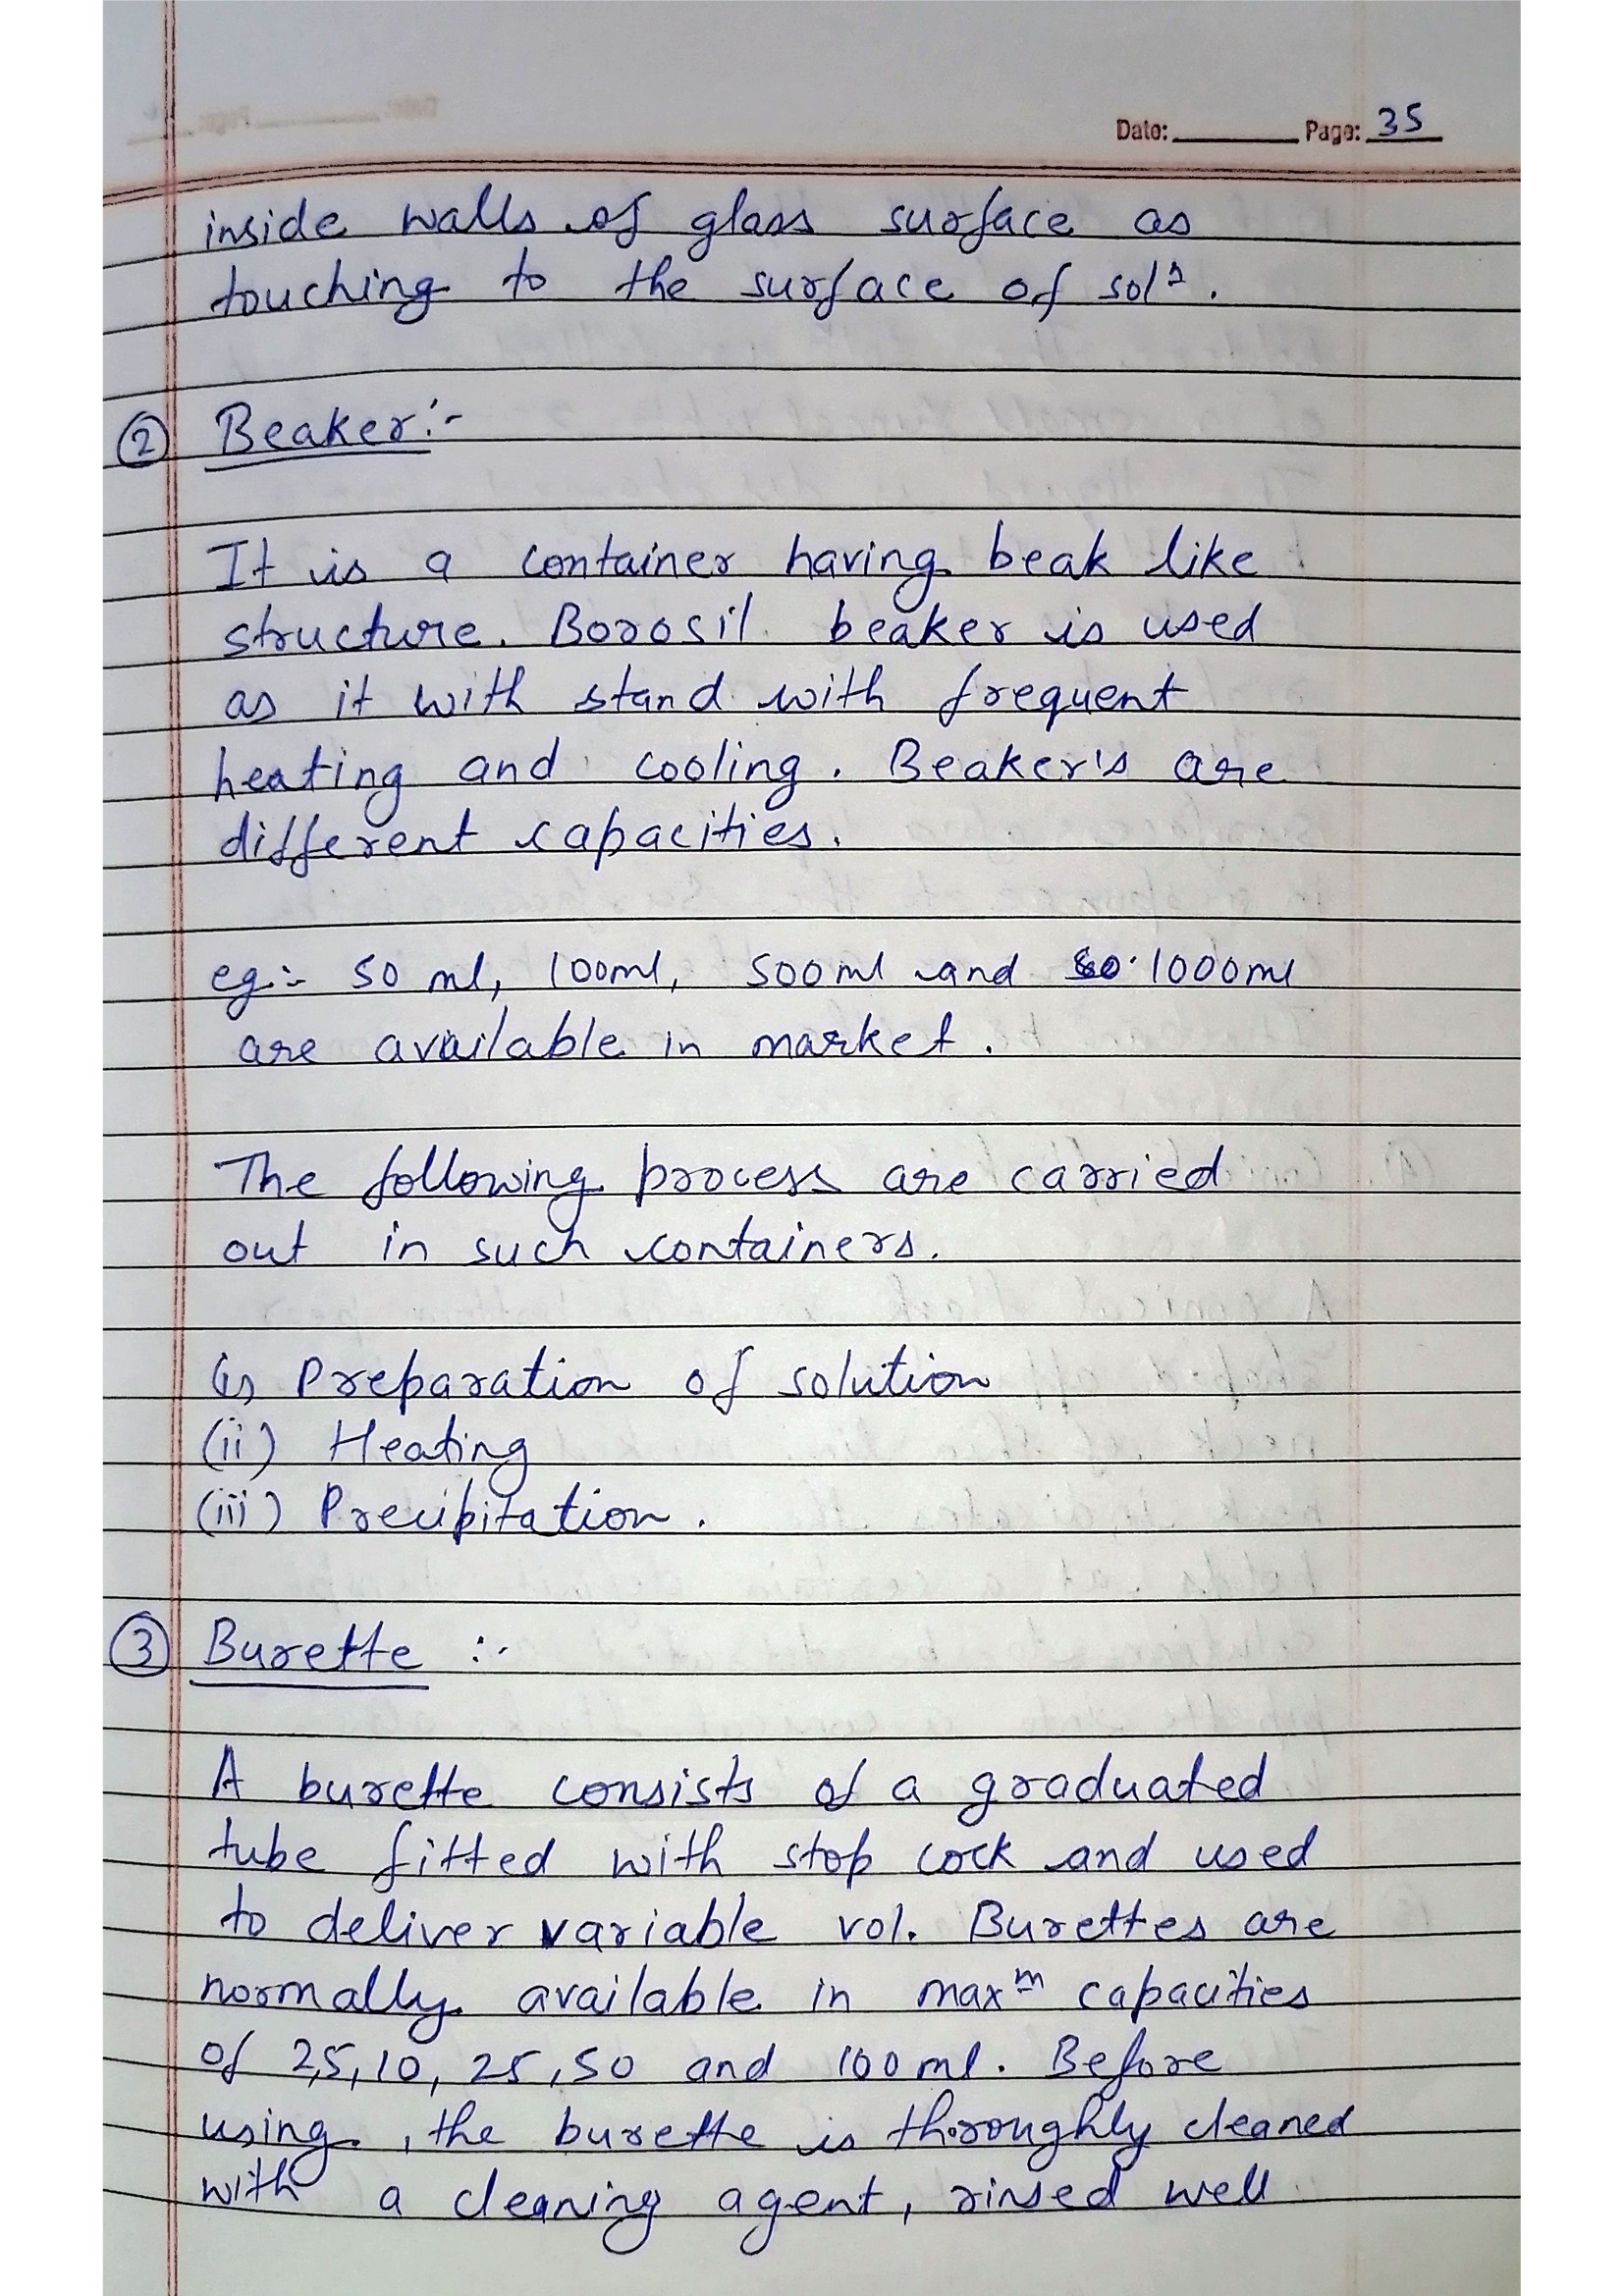 Date: ________ Page: 35
inside walls of glass surface as
touching to the surface of solⁿ.
② Beaker :-
It is a container having beak like
structure. Borosil beaker is used
as it with stand with frequent
heating and cooling. Beaker's are
different capacities.
eg :- 50 ml, 100ml, 500ml and 1000ml
are available in market.
The following process are carried
out in such containers.
(i) Preparation of solution
(ii) Heating
(iii) Precipitation.
③ Burette :-
A burette consists of a graduated
tube fitted with stop cock and used
to deliver variable vol. Burettes are
normally available in maxᵐ capacities
of 2,5,10, 25,50 and 100ml. Before
using, the burette is thoroughly cleaned
with a cleaning agent, rinsed well